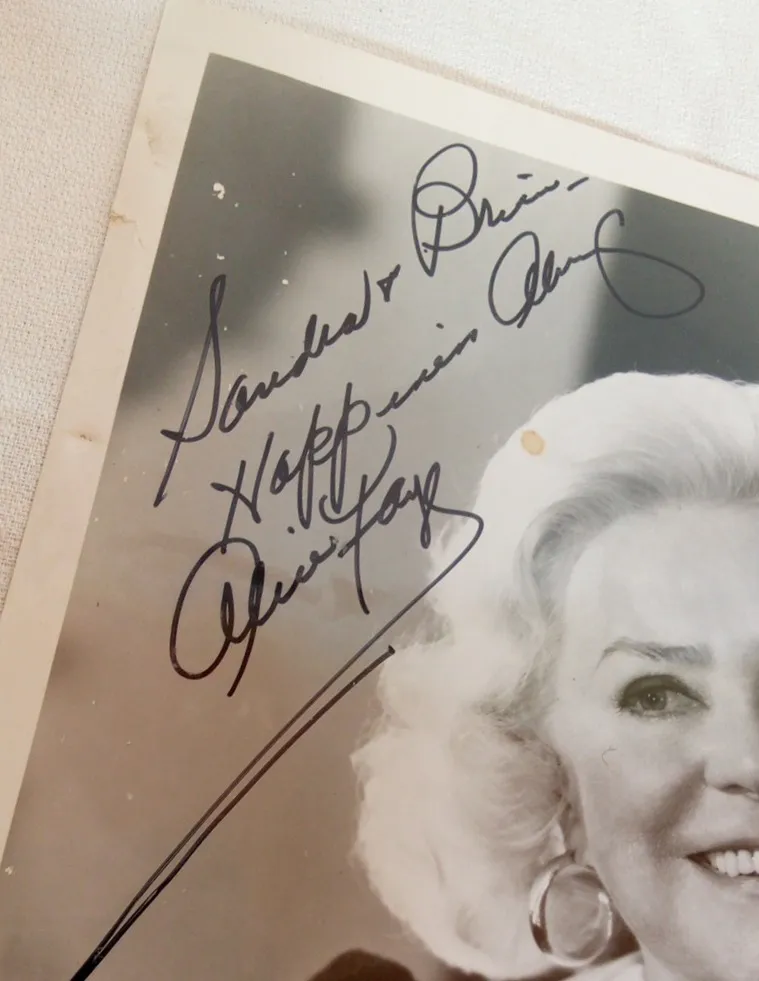 Sandra + Brian -
Happiness Always
Alice Faye